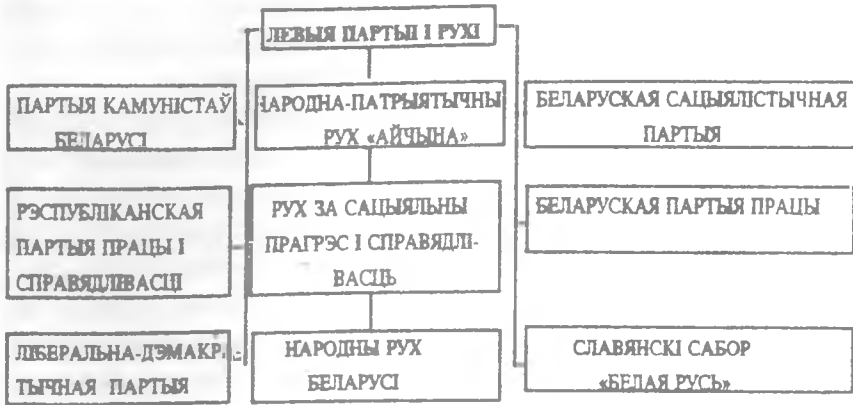 ЛЕВЫЯ ПАРТЫІ І РУХІ
ПАРТЫЯ КАМУНІСТАЎ
БЕЛАРУСІ
НАРОДНА-ПАТРЫЯТЫЧНЫ
РУХ «АЙЧЫНА»
БЕЛАРУСКАЯ САЦЫЯЛІСТЫЧНАЯ
ПАРТЫЯ
РЭСПУБЛІКАНСКАЯ
ПАРТЫЯ ПРАЦЫ І
СПРАВЯДЛІВАСЦІ
РУХ ЗА САЦЫЯЛЬНЫ
ПРАГРЭС І СПРАВЯДЛІ-
ВАСЦЬ
БЕЛАРУСКАЯ ПАРТЫЯ ПРАЦЫ
ЛІБЕРАЛЬНА-ДЭМАКРА
ТЫЧНАЯ ПАРТЫЯ
НАРОДНЫ РУХ
БЕЛАРУСІ
СЛАВЯНСКІ САБОР
«БЕЛАЯ РУСЬ»